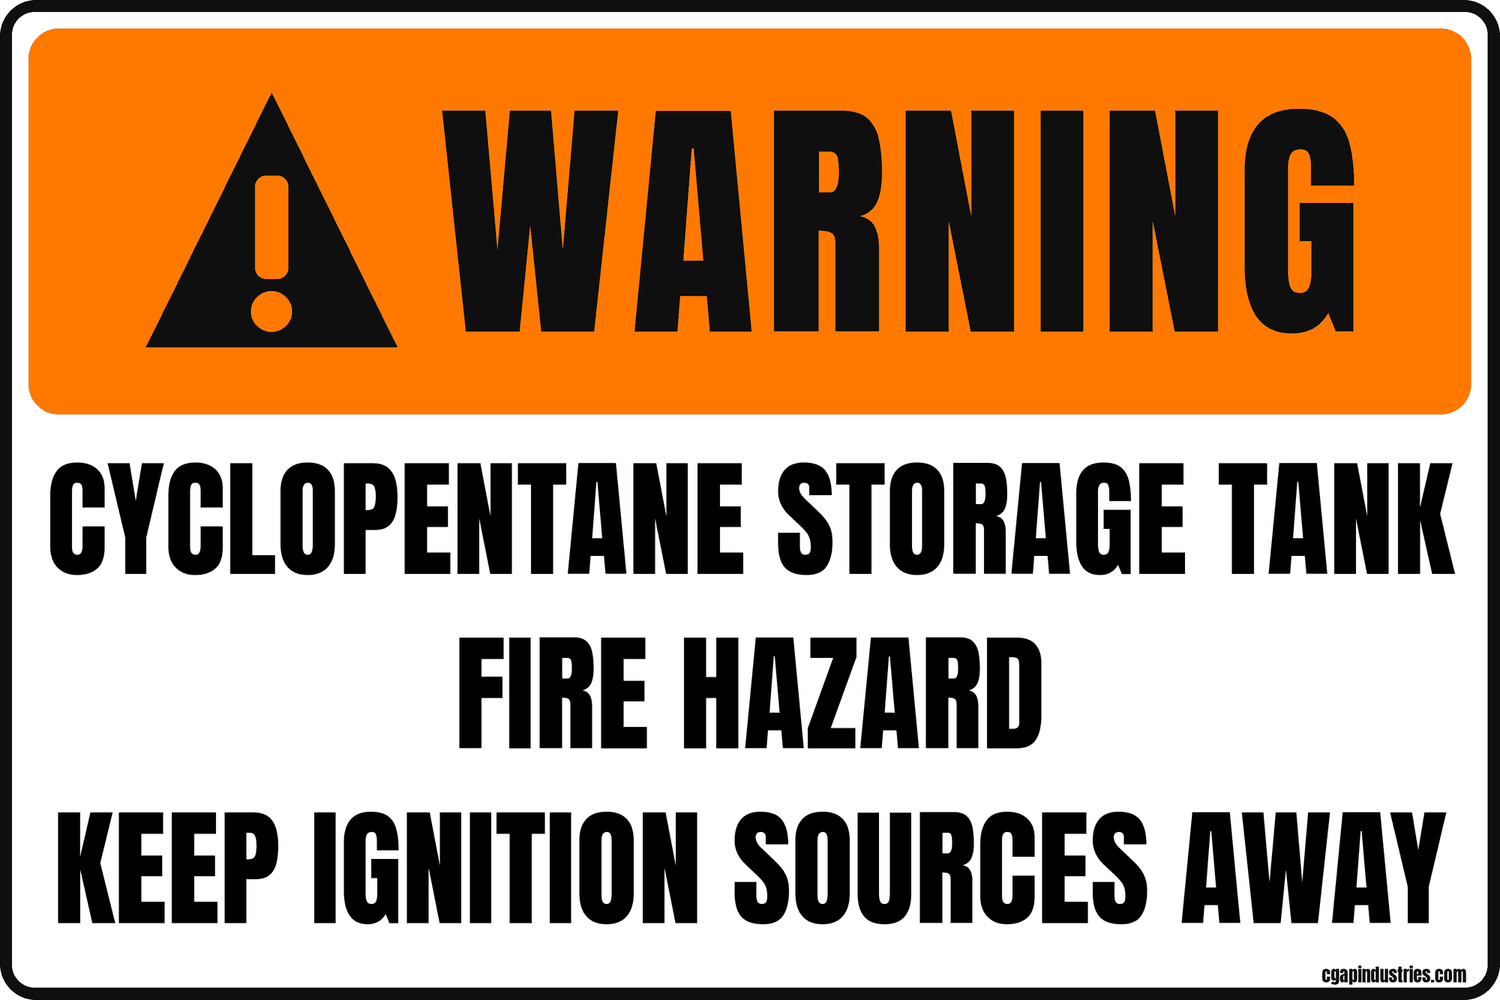 WARNING
CYCLOPENTANE STORAGE TANK
FIRE HAZARD
KEEP IGNITION SOURCES AWAY
cgapindustries.com